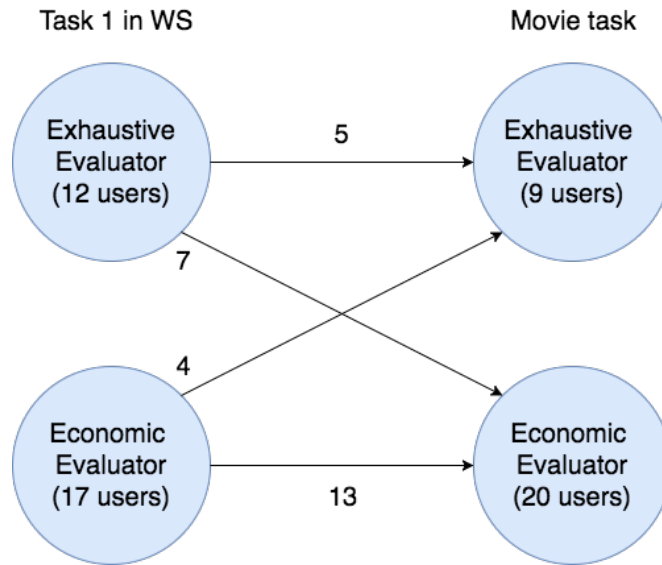 Task 1 in WS
Movie task
Exhaustive
Evaluator
(12 users)
5
Exhaustive
Evaluator
(9 users)
7
4
Economic
Evaluator
(17 users)
13
Economic
Evaluator
(20 users)